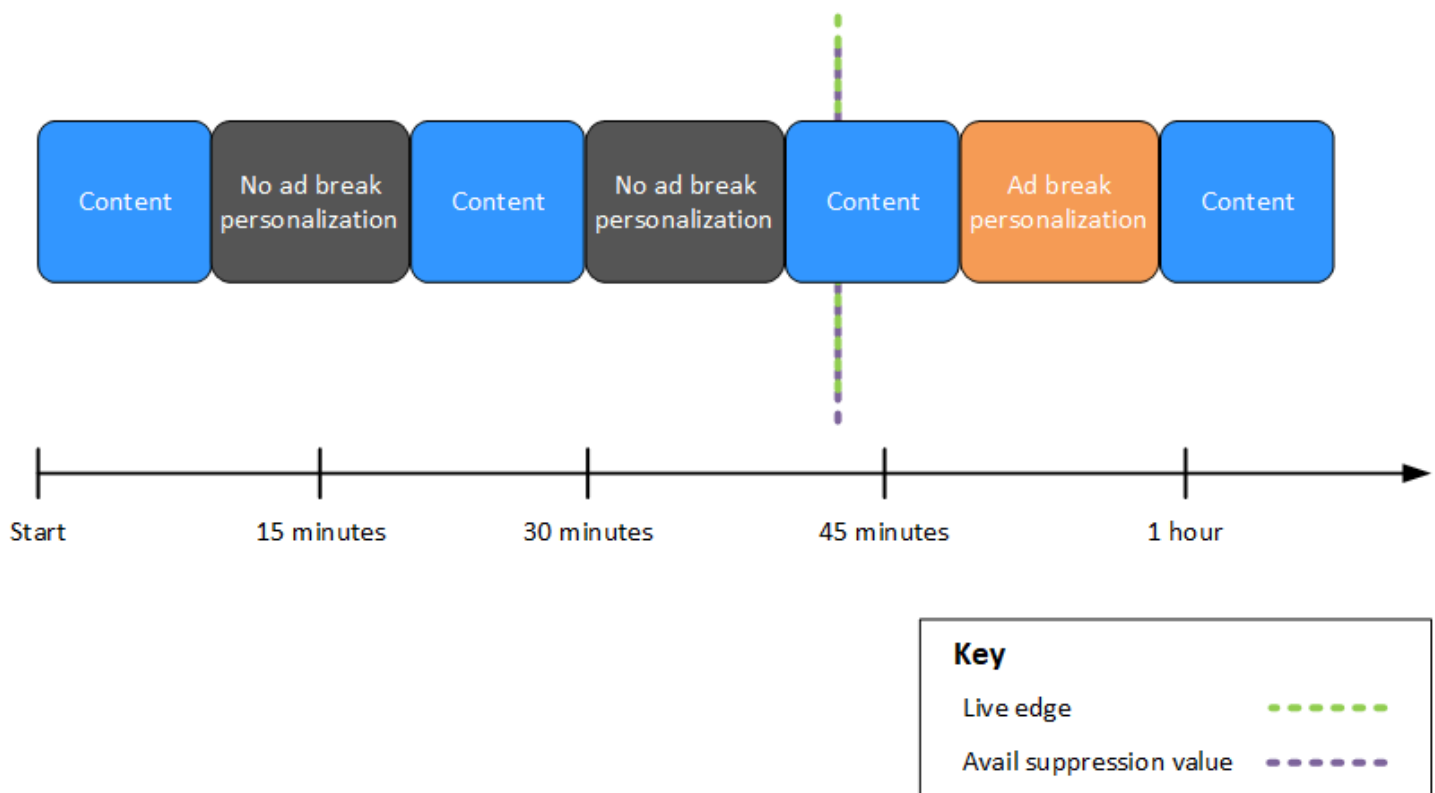 Content
No ad break
personalization
Content
No ad break
personalization
Content
Ad break
personalization
Content
Start
15 minutes
30 minutes
45 minutes
1 hour
Key
Live edge
Avail suppression value